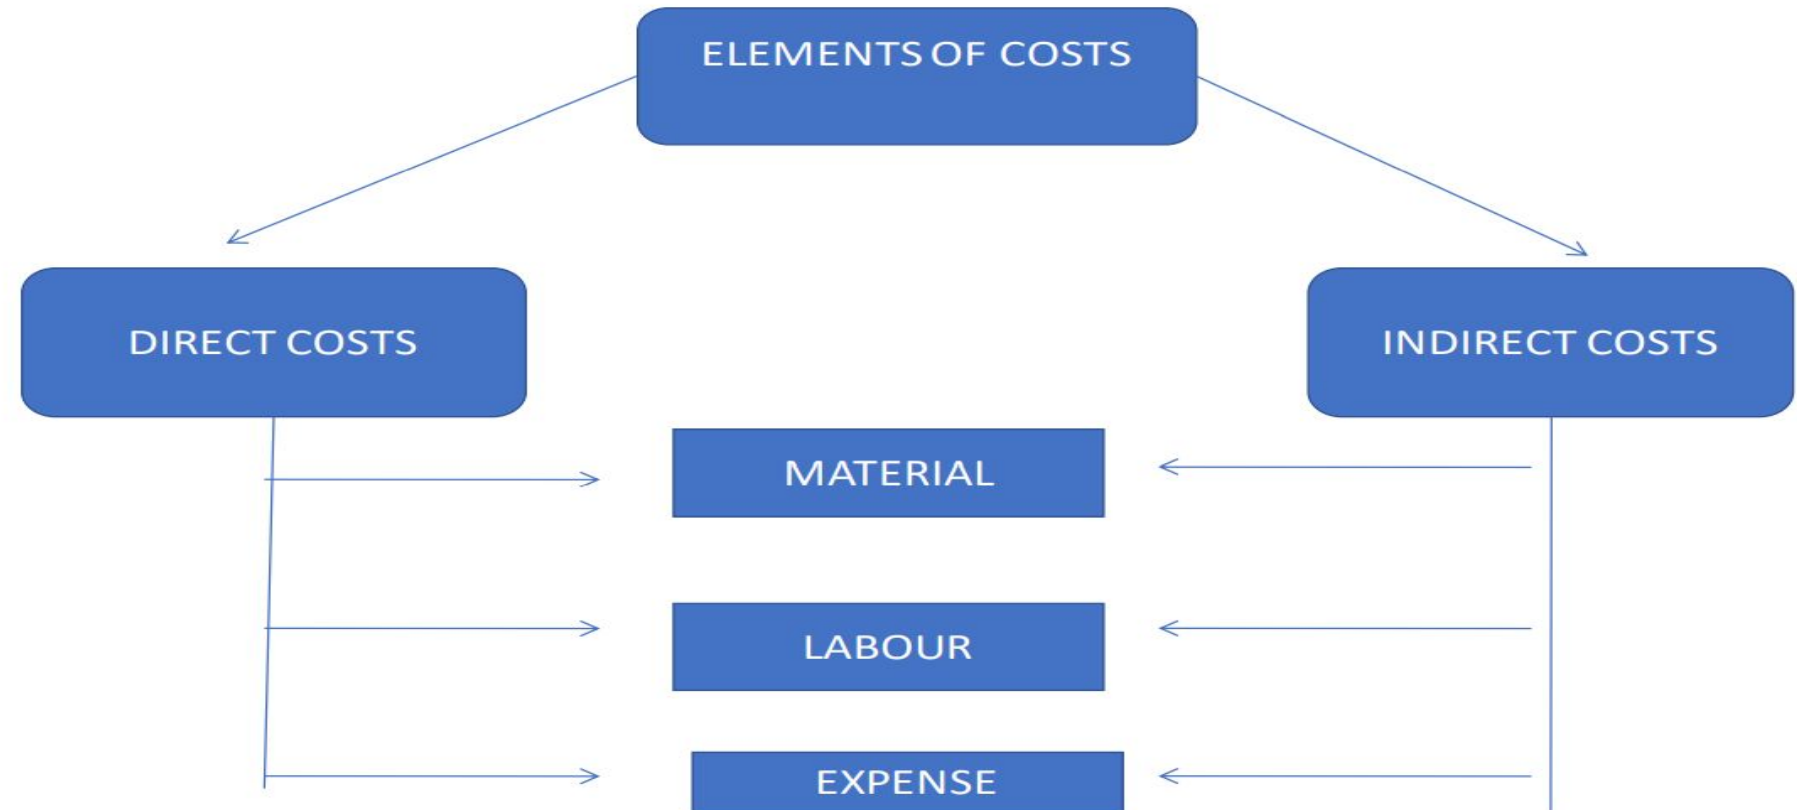 ELEMENTS OF COSTS
DIRECT COSTS
INDIRECT COSTS
MATERIAL
LABOUR
EXPENSE